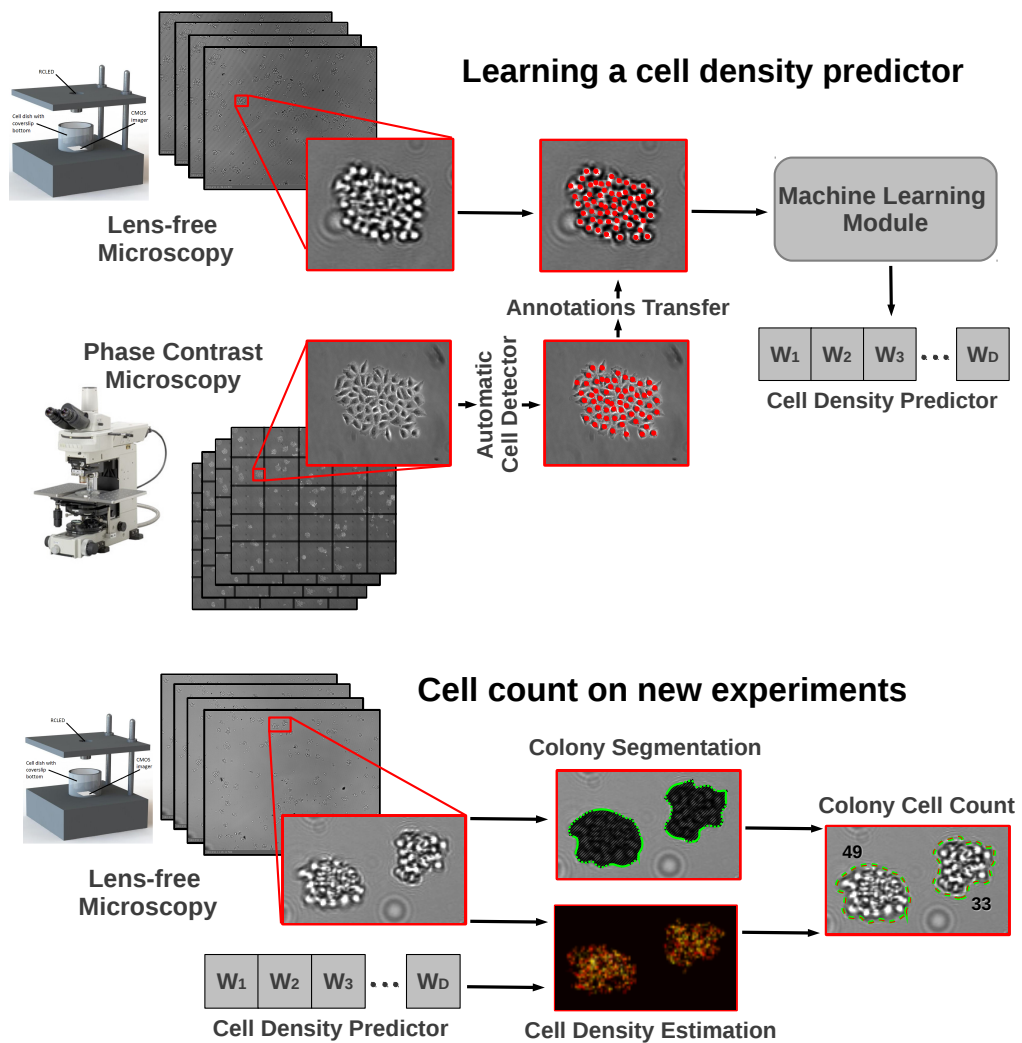 Learning a cell density predictor
RCLED
Cell dish with
coverslip
bottom
CMOS
imager
Lens-free
Microscopy
Machine Learning
Module
Annotations Transfer
Phase Contrast
Microscopy
Automatic
Cell Detector
W1 W2 W3 ... WD
Cell Density Predictor
Cell count on new experiments
RCLED
Cell dish with
coverslip
bottom
CMOS
imager
Lens-free
Microscopy
Colony Segmentation
Colony Cell Count
49
33
W1 W2 W3 ... WD
Cell Density Predictor
Cell Density Estimation